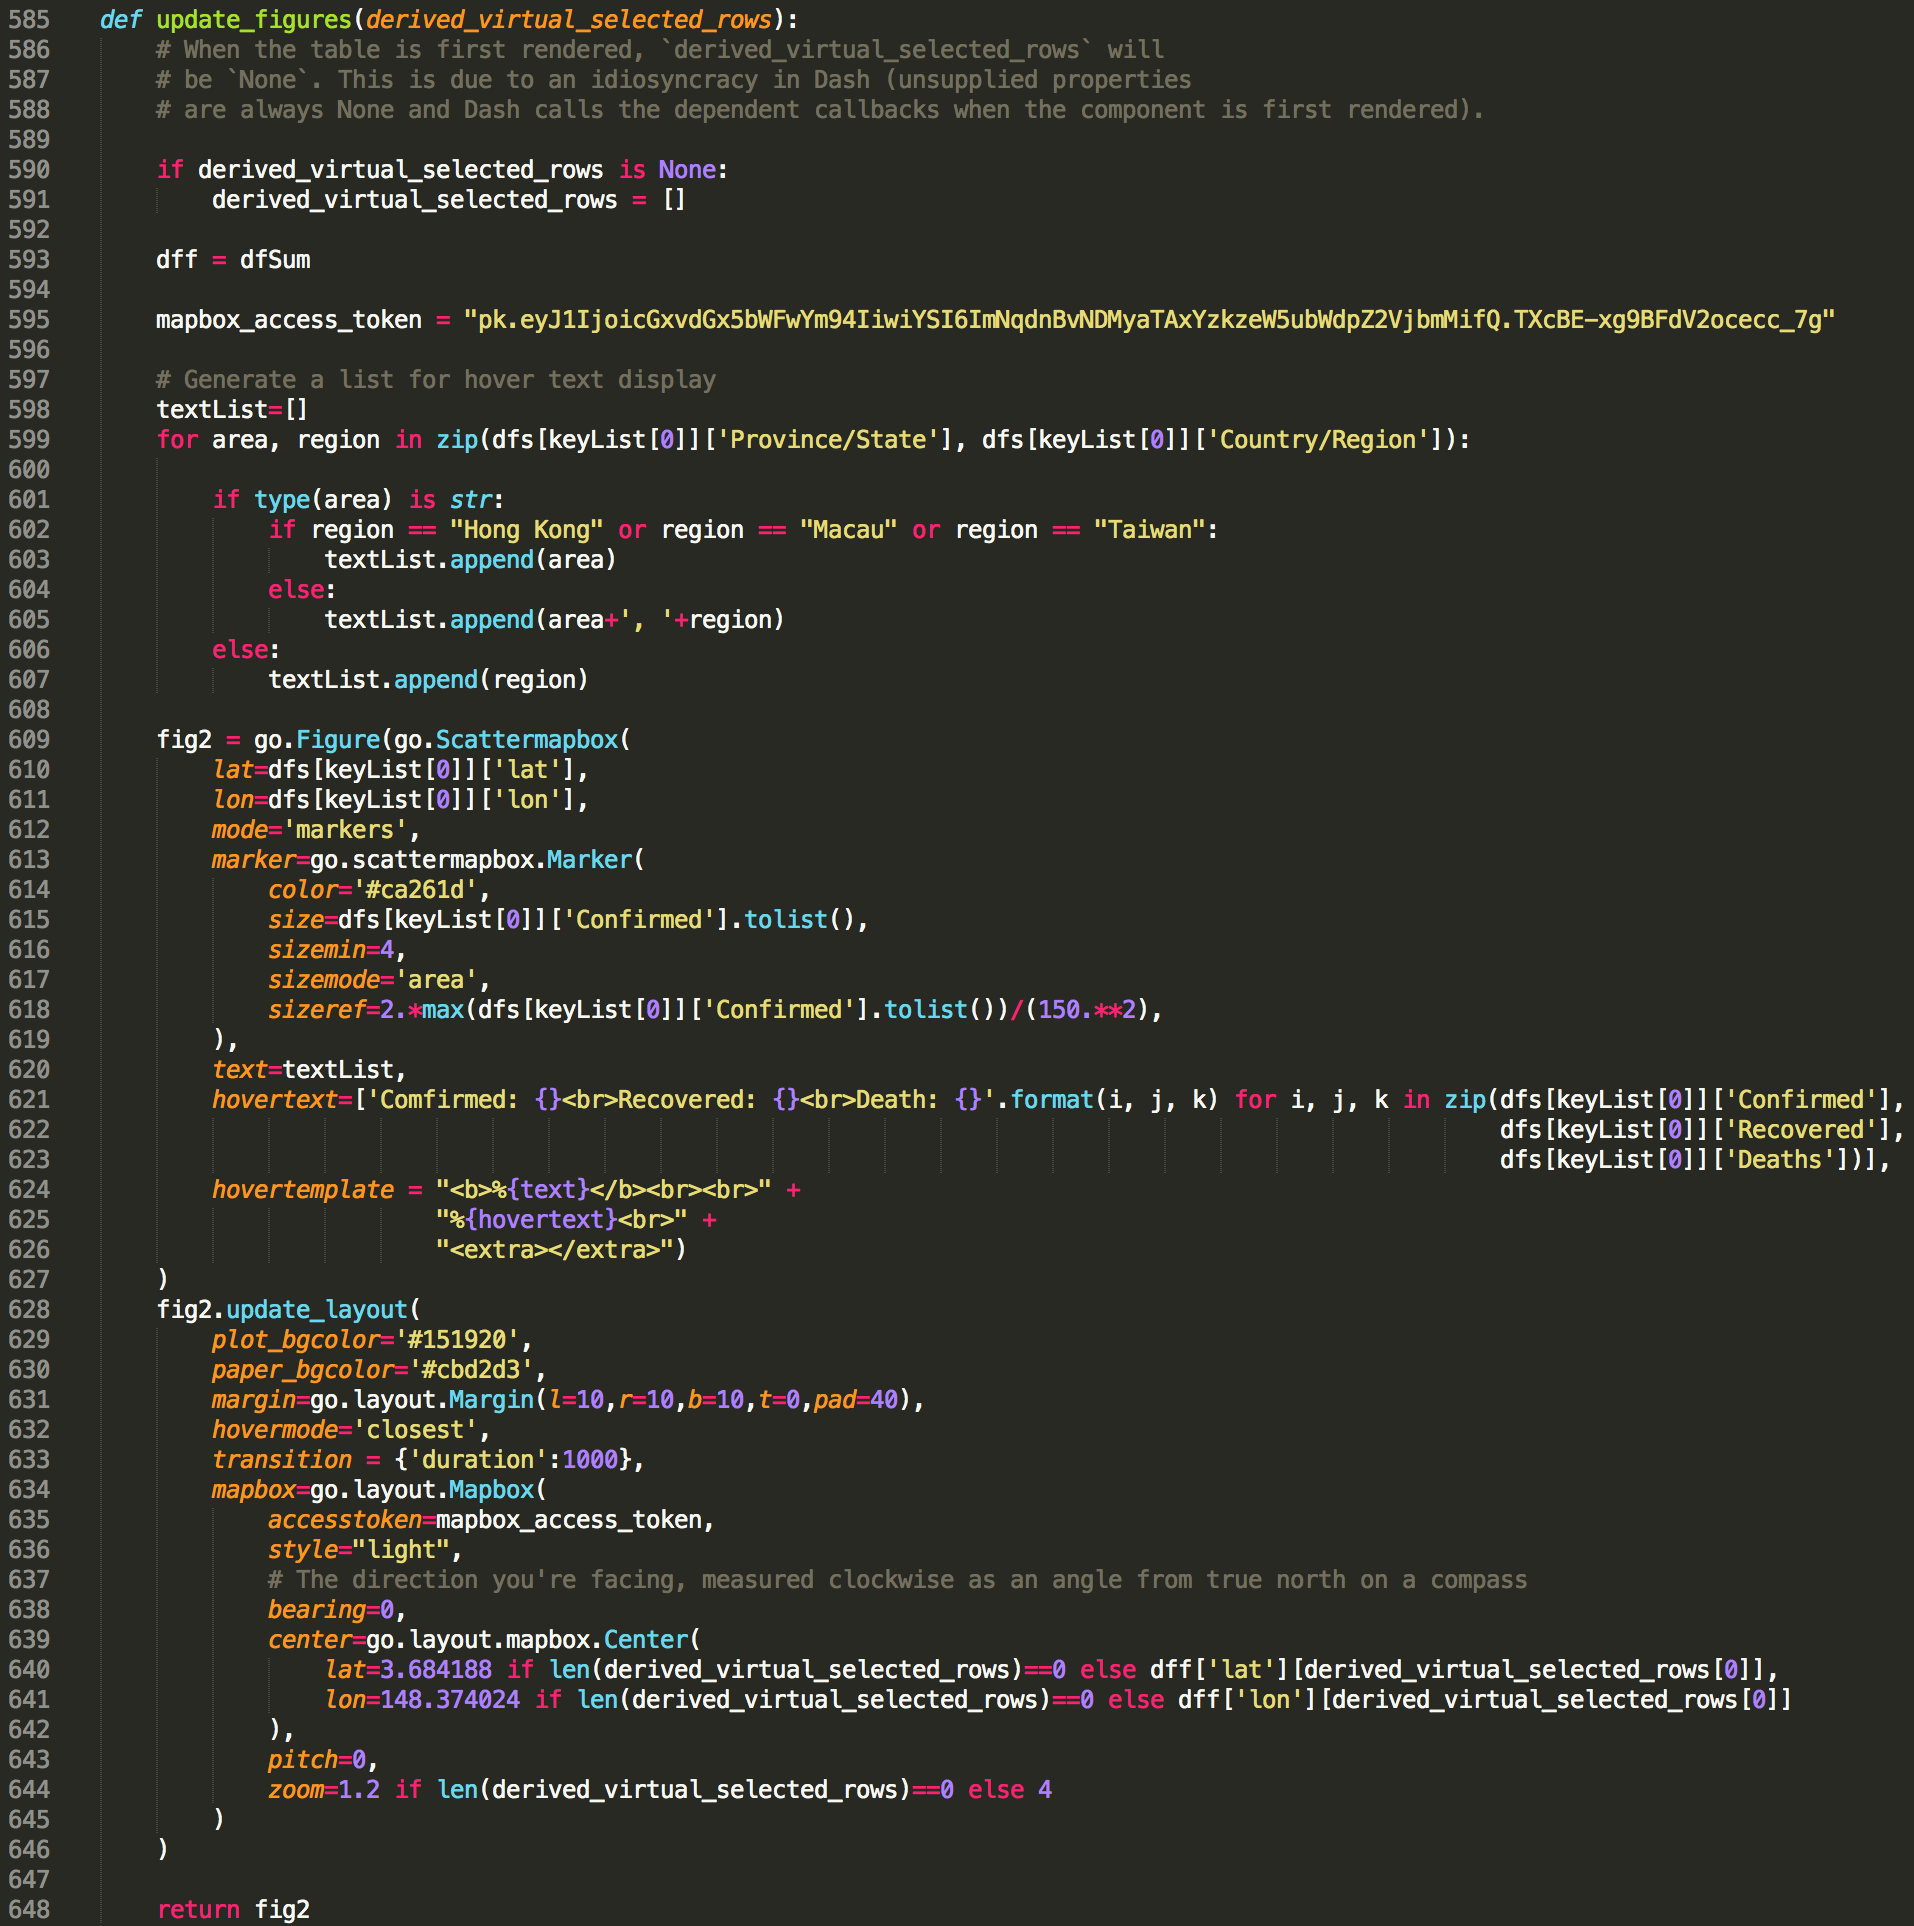 585 def update_figures(derived_virtual_selected_rows):
586     # When the table is first rendered, `derived_virtual_selected_rows` will
587     # be `None`. This is due to an idiosyncracy in Dash (unsupplied properties
588     # are always None and Dash calls the dependent callbacks when the component is first rendered).
589
590     if derived_virtual_selected_rows is None:
591         derived_virtual_selected_rows = []
592
593     dff = dfSum
594
595     mapbox_access_token = "pk.eyJ1IjoicGxvdGx5bWFwYm94IiwiYSI6ImNqdnBvNDMyaTAxYzkzeW5ubWdpZ2VjbmMifQ.TXcBE-xg9BFdV2ocecc_7g"
596
597     # Generate a list for hover text display
598     textList=[]
599     for area, region in zip(dfs[keyList[0]]['Province/State'], dfs[keyList[0]]['Country/Region']):
600
601         if type(area) is str:
602             if region == "Hong Kong" or region == "Macau" or region == "Taiwan":
603                 textList.append(area)
604             else:
605                 textList.append(area+', '+region)
606         else:
607             textList.append(region)
608
609     fig2 = go.Figure(go.Scattermapbox(
610         lat=dfs[keyList[0]]['lat'],
611         lon=dfs[keyList[0]]['lon'],
612         mode='markers',
613         marker=go.scattermapbox.Marker(
614             color='#ca261d',
615             size=dfs[keyList[0]]['Confirmed'].tolist(),
616             sizemin=4,
617             sizemode='area',
618             sizeref=2.*max(dfs[keyList[0]]['Confirmed'].tolist())/(150.**2),
619         ),
620         text=textList,
621         hovertext=['Comfirmed: {}<br>Recovered: {}<br>Death: {}'.format(i, j, k) for i, j, k in zip(dfs[keyList[0]]['Confirmed'],
622                                                                                                     dfs[keyList[0]]['Recovered'],
623                                                                                                     dfs[keyList[0]]['Deaths'])],
624         hovertemplate = "<b>%{text}</b><br><br>" +
625                         "%{hovertext}<br>" +
626                         "<extra></extra>")
627     )
628     fig2.update_layout(
629         plot_bgcolor='#151920',
630         paper_bgcolor='#cbd2d3',
631         margin=go.layout.Margin(l=10,r=10,b=10,t=0,pad=40),
632         hovermode='closest',
633         transition = {'duration':1000},
634         mapbox=go.layout.Mapbox(
635             accesstoken=mapbox_access_token,
636             style="light",
637             # The direction you're facing, measured clockwise as an angle from true north on a compass
638             bearing=0,
639             center=go.layout.mapbox.Center(
640                 lat=3.684188 if len(derived_virtual_selected_rows)==0 else dff['lat'][derived_virtual_selected_rows[0]],
641                 lon=148.374024 if len(derived_virtual_selected_rows)==0 else dff['lon'][derived_virtual_selected_rows[0]]
642             ),
643             pitch=0,
644             zoom=1.2 if len(derived_virtual_selected_rows)==0 else 4
645         )
646     )
647
648     return fig2